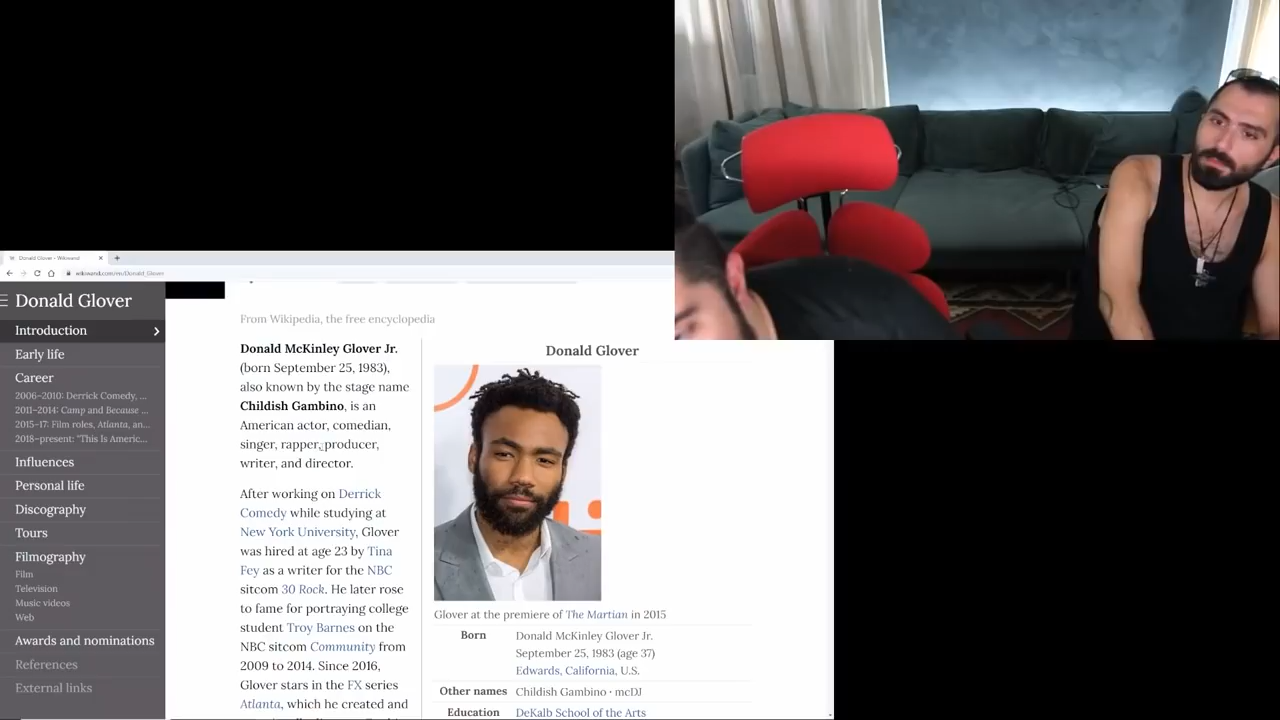 Donald Glover - Wikiwand
wikiwand.com/en/Donald_Glover
Donald Glover
Introduction
Early life
Career
2006–2010: Derrick Comedy, ...
2011–2014: Camp and Because ...
2015–17: Film roles, Atlanta, an...
2018–present: "This Is Americ...
Influences
Personal life
Discography
Tours
Filmography
Film
Television
Music videos
Web
Awards and nominations
References
External links
From Wikipedia, the free encyclopedia
Donald McKinley Glover Jr.
(born September 25, 1983),
also known by the stage name
Childish Gambino, is an
American actor, comedian,
singer, rapper, producer,
writer, and director.
After working on Derrick
Comedy while studying at
New York University, Glover
was hired at age 23 by Tina
Fey as a writer for the NBC
sitcom 30 Rock. He later rose
to fame for portraying college
student Troy Barnes on the
NBC sitcom Community from
2009 to 2014. Since 2016,
Glover stars in the FX series
Atlanta, which he created and
Donald Glover
Glover at the premiere of The Martian in 2015
Born Donald McKinley Glover Jr.
September 25, 1983 (age 37)
Edwards, California, U.S.
Other names Childish Gambino · mcDJ
Education DeKalb School of the Arts